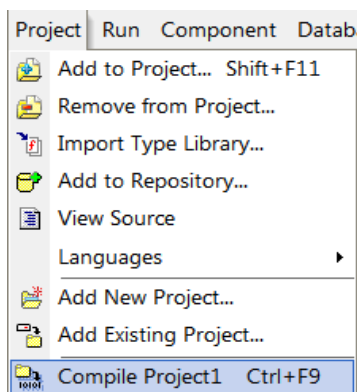 Project Run Component Datab
Add to Project... Shift+F11
Remove from Project...
Import Type Library...
Add to Repository...
View Source
Languages
Add New Project...
Add Existing Project...
Compile Project1 Ctrl+F9